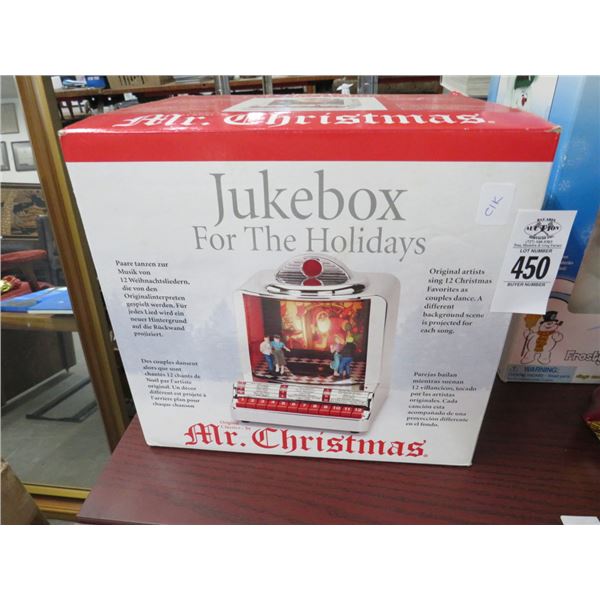 Mr. Christmas
Jukebox
For The Holidays
Paare tanzen zur
Musik von
12 Weihnachtsliedern,
die von den
Originalinterpreten
gespielt werden. Für
jedes Lied wird ein
neuer Hintergrund
auf die Rückwand
projiziert.
Des couples dansent
alors que sont
chantés 12 chants de
Noël par l'artiste
original. Un décor
différent est projeté à
l'arrière plan pour
chaque chanson
Original artists
sing 12 Christmas
Favorites as
couples dance. A
different
background scene
is projected for
each song.
Parejas bailan
mientras suenan
12 villancicos, tocado
por las artistas
originales. Cada
canción está
acompañada de una
proyección diferente
en el fondo.
Mr. Christmas
C1K
AUCTION
LOT NUMBER
450
BUYER NUMBER
Frosty
WARNING: